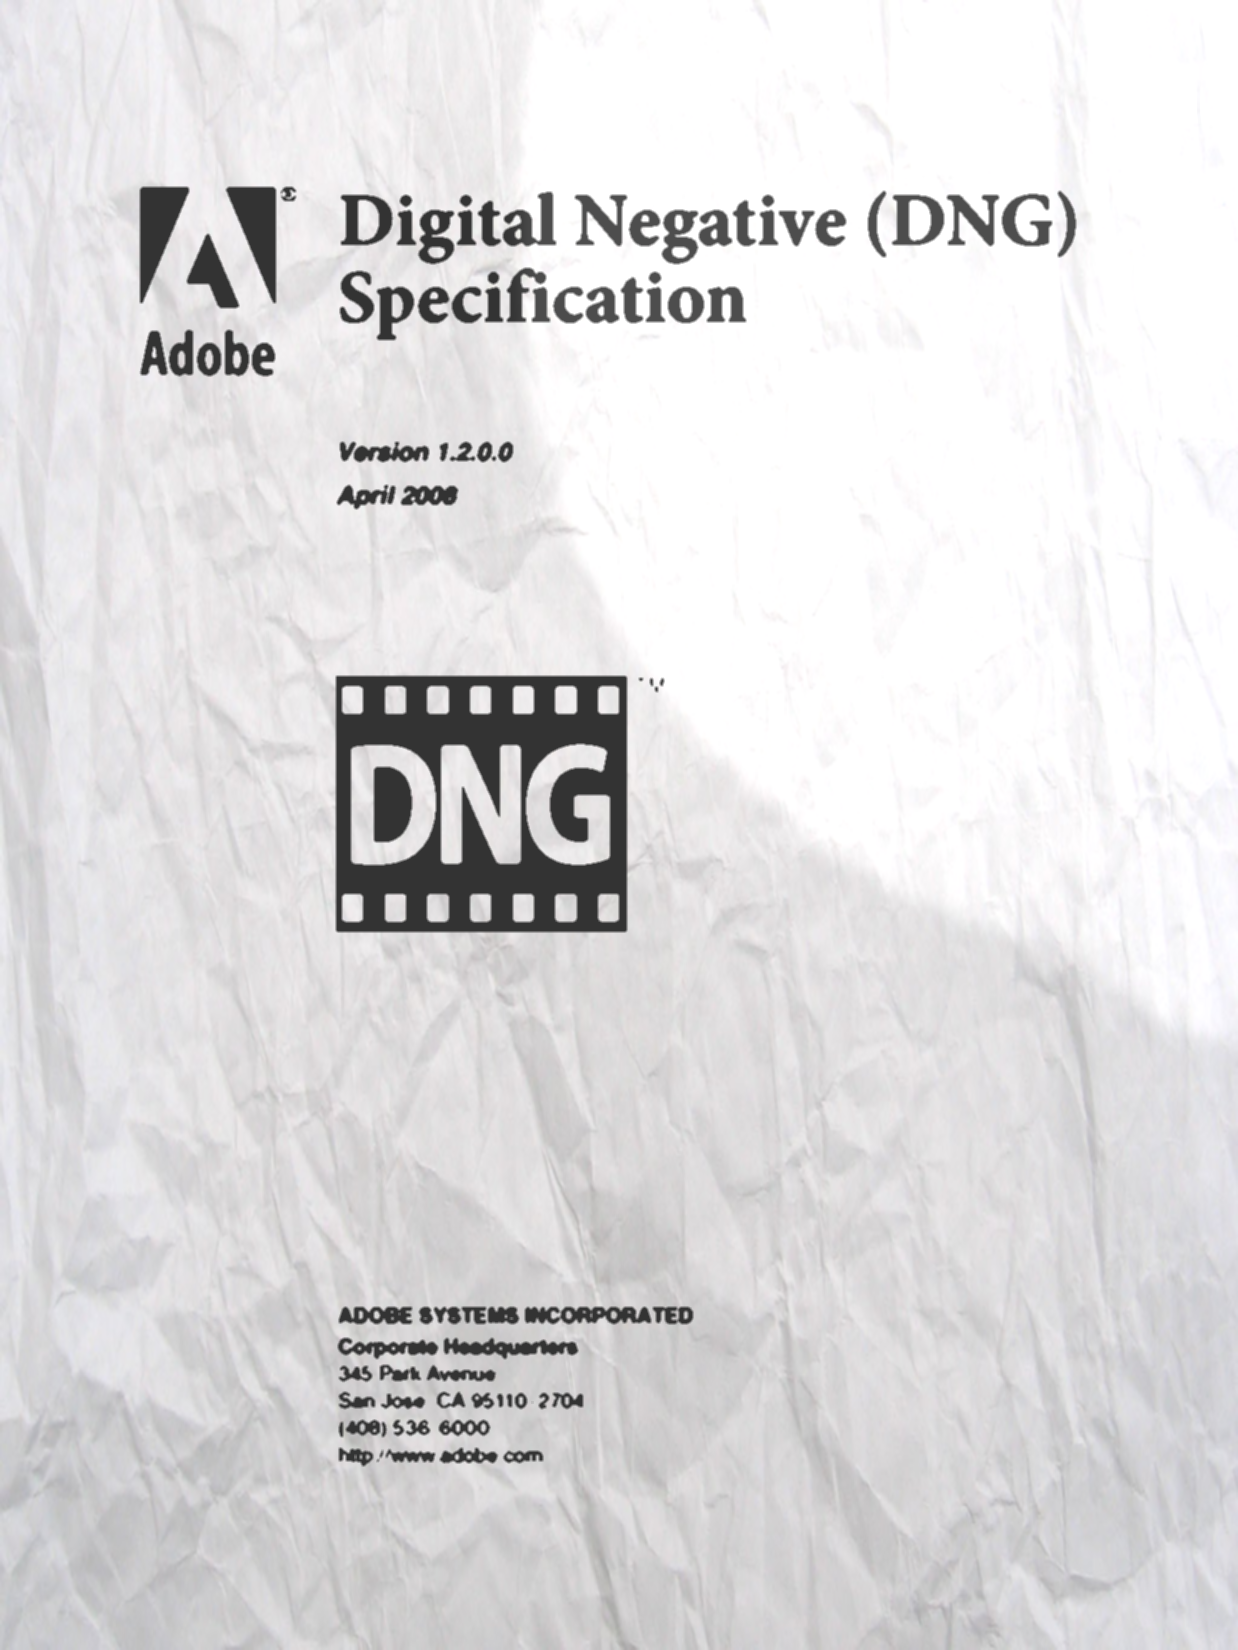 Adobe®
Digital Negative (DNG)
Specification
Version 1.2.0.0
April 2008
DNG
ADOBE SYSTEMS INCORPORATED
Corporate Headquarters
345 Park Avenue
San Jose CA 95110 2704
(408) 536 6000
http://www adobe com